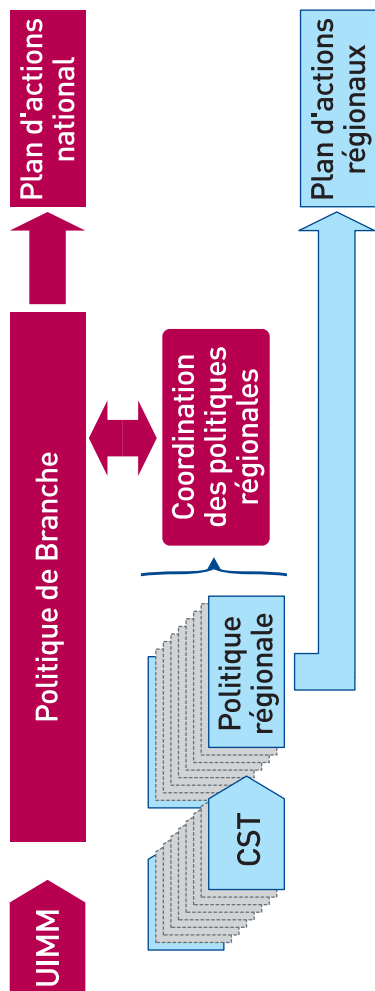 UIMM
Politique de Branche
Plan d'actions
national
CST
Politique
régionale
Coordination
des politiques
régionales
Plan d'actions
régionaux